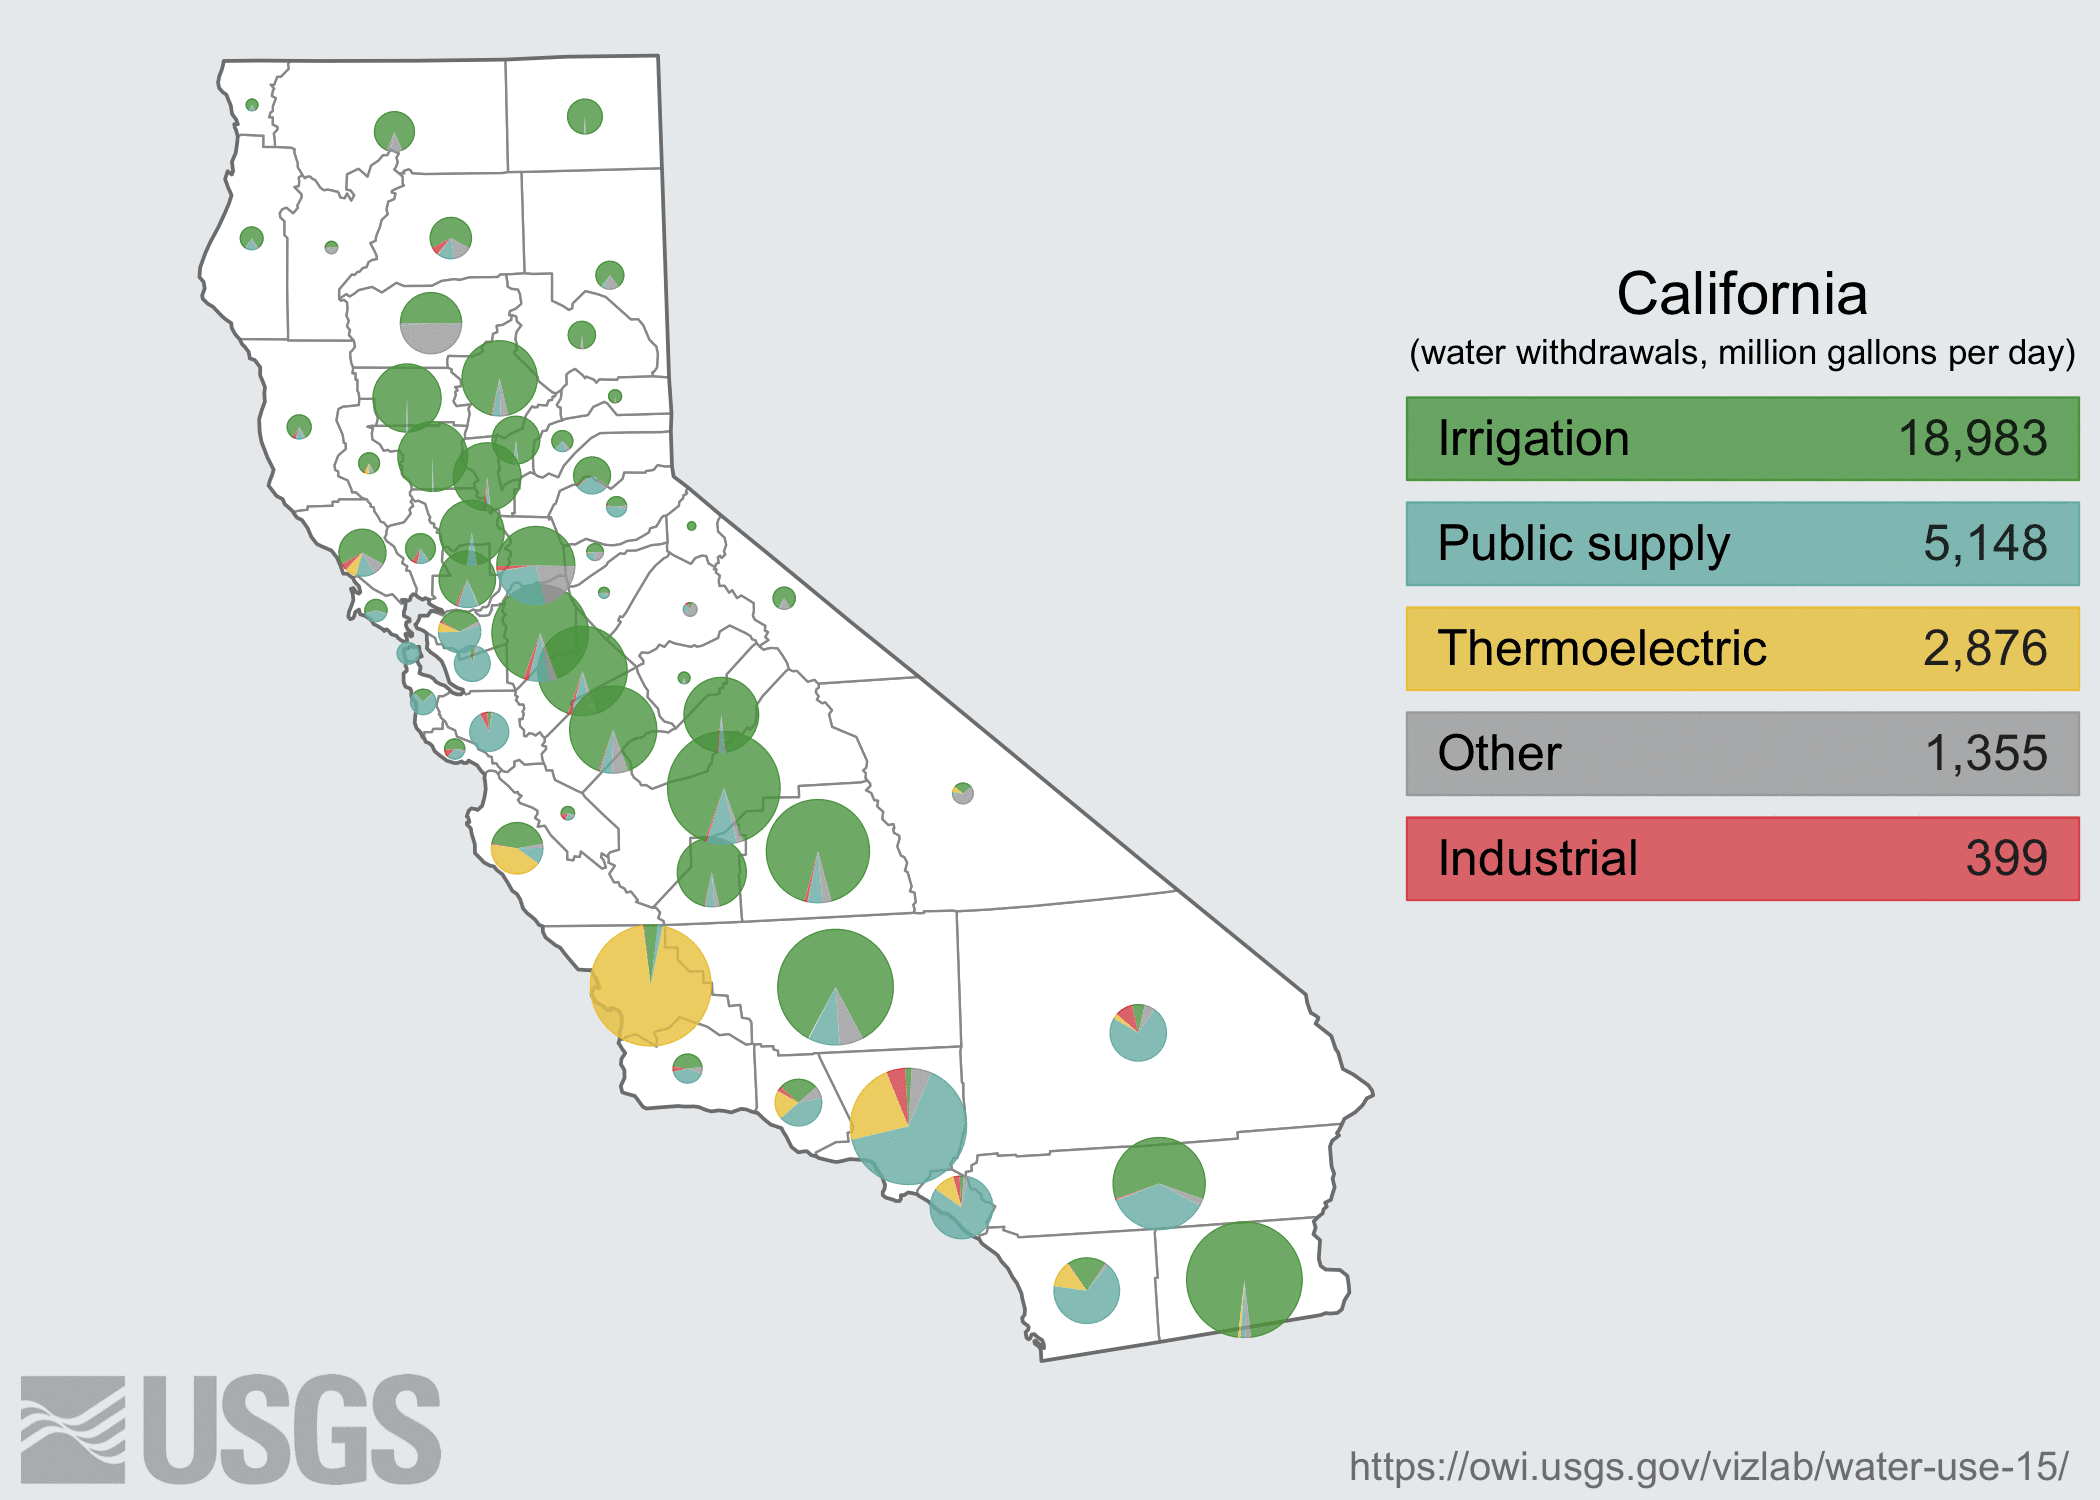 California
(water withdrawals, million gallons per day)
Irrigation 18,983
Public supply 5,148
Thermoelectric 2,876
Other 1,355
Industrial 399
USGS
https://owi.usgs.gov/vizlab/water-use-15/